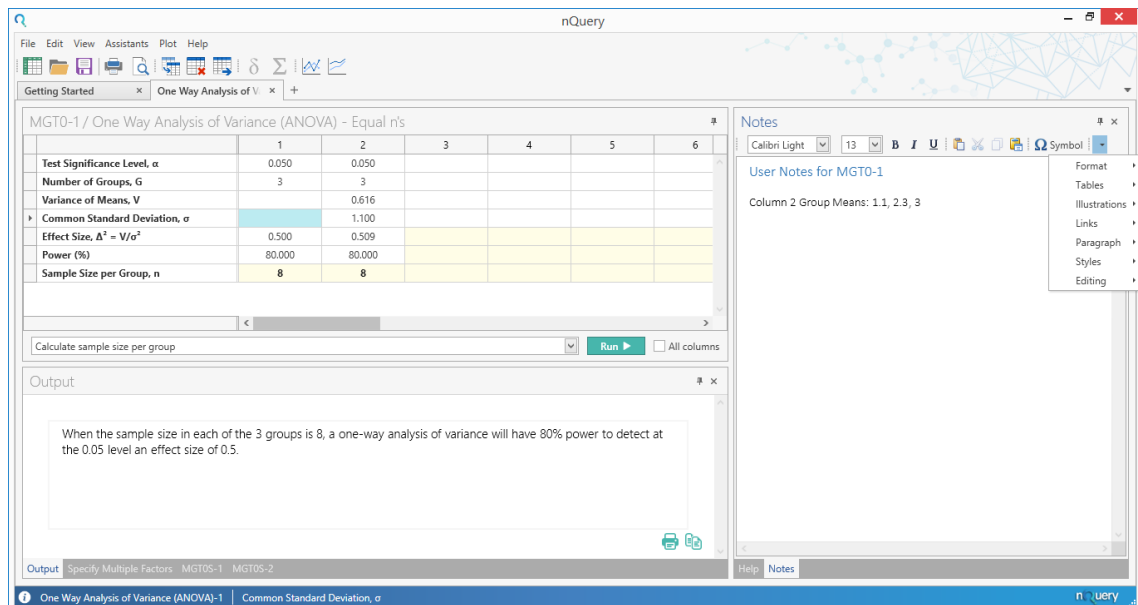 nQuery
File Edit View Assistants Plot Help
δ Σ
Getting Started × One Way Analysis of V × +
MGT0-1 / One Way Analysis of Variance (ANOVA) - Equal n's
1 2 3 4 5 6
Test Significance Level, α 0.050 0.050
Number of Groups, G 3 3
Variance of Means, V 0.616
Common Standard Deviation, σ 1.100
Effect Size, Δ² = V/σ² 0.500 0.509
Power (%) 80.000 80.000
Sample Size per Group, n 8 8
Calculate sample size per group Run All columns
Output
When the sample size in each of the 3 groups is 8, a one-way analysis of variance will have 80% power to detect at
the 0.05 level an effect size of 0.5.
Output Specify Multiple Factors MGT0S-1 MGT0S-2
Notes
Calibri Light 13 B I U Ω Symbol
Format
Tables
Illustrations
Links
Paragraph
Styles
Editing
User Notes for MGT0-1
Column 2 Group Means: 1.1, 2.3, 3
Help Notes
One Way Analysis of Variance (ANOVA)-1 Common Standard Deviation, σ
nQuery